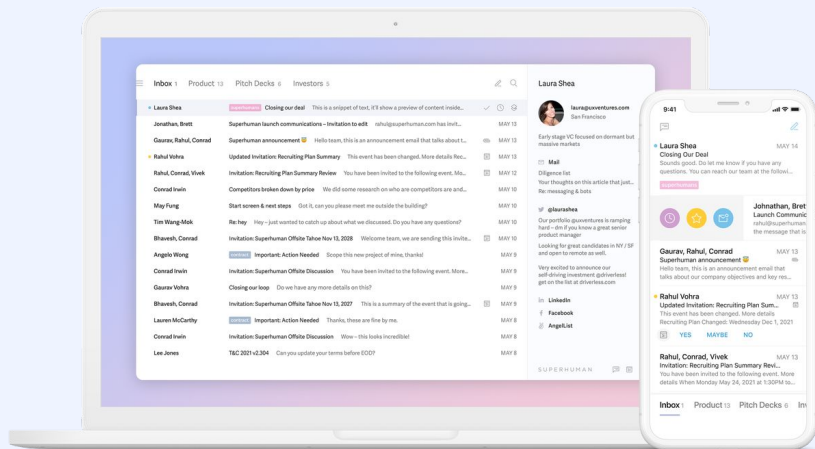 Inbox 1 Product 13 Pitch Decks 6 Investors 5
Laura Shea superhumans Closing our deal This is a snippet of text, it'll show a preview of content inside...
Jonathan, Brett Superhuman launch communications – Invitation to edit rahul@superhuman.com has invit... MAY 13
Gaurav, Rahul, Conrad Superhuman announcement Hello team, this is an announcement email that talks about t... MAY 13
Rahul Vohra Updated Invitation: Recruiting Plan Summary This event has been changed. More details Rec... MAY 13
Rahul, Conrad, Vivek Invitation: Recruiting Plan Summary Review You have been invited to the following event. Mo... MAY 12
Conrad Irwin Competitors broken down by price We did some research on who are competitors are and... MAY 10
May Fung Start screen & next steps Got it, can you please meet me outside the building? MAY 10
Tim Wang-Mok Re: hey Hey – just wanted to catch up about what we discussed. Do you have any questions? MAY 10
Bhavesh, Conrad Invitation: Superhuman Offsite Tahoe Nov 13, 2028 Welcome team, we are sending this invite... MAY 10
Angelo Wong contract Important: Action Needed Scope this new project of mine, thanks! MAY 9
Conrad Irwin Invitation: Superhuman Offsite Discussion You have been invited to the following event. More... MAY 9
Gaurav Vohra Closing our loop Do we have any more details on this? MAY 9
Bhavesh, Conrad Invitation: Superhuman Offsite Tahoe Nov 13, 2027 This is a summary of the event that is going... MAY 9
Lauren McCarthy contract Important: Action Needed Thanks, these are fine by me. MAY 8
Conrad Irwin Invitation: Superhuman Offsite Discussion Wow – this looks incredible! MAY 8
Lee Jones T&C 2021 v2.304 Can you update your terms before EOD? MAY 8
Laura Shea
laura@uxventures.com
San Francisco
Early stage VC focused on dormant but
massive markets
Mail
Diligence list
Your thoughts on this article that just...
Re: messaging & bots
@laurashea
Our portfolio @uxventures is ramping
hard – dm if you know a great senior
product manager
Looking for great candidates in NY / SF
and open to remote as well.
Very excited to announce our
self-driving investment @driverless!
get on the list at driverless.com
in LinkedIn
Facebook
AngelList
SUPERHUMAN
9:41
Laura Shea MAY 14
Closing Our Deal
Sounds good. Do let me know if you have any
questions. You can reach our team at the followi...
superhumans
Johnathan, Bret
Launch Communic
rahul@superhuman
the message that is
Gaurav, Rahul, Conrad MAY 13
Superhuman announcement
Hello team, this is an announcement email that
talks about our company objectives and key res...
Rahul Vohra MAY 13
Updated Invitation: Recruiting Plan Sum...
This event has been changed. More details
Recruiting Plan Changed: Wednesday Dec 1, 2021
YES MAYBE NO
Rahul, Conrad, Vivek MAY 13
Invitation: Recruiting Plan Summary Revi...
You have been invited to the following event. More
details When Monday May 24, 2021 at 1:30PM to...
Inbox 1 Product 13 Pitch Decks 6 In